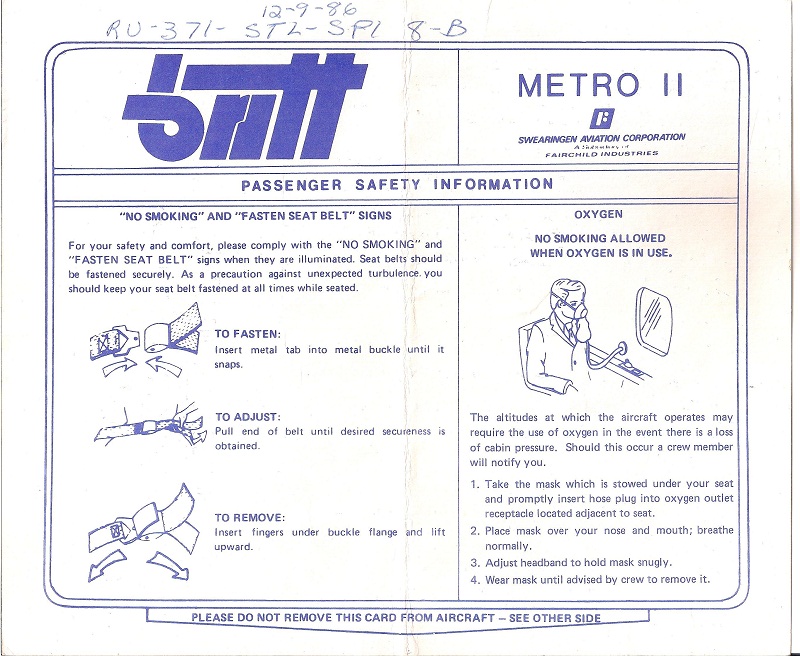 12-9-86
RU-371- STL-SPI 8-B
britt
METRO II
SWEARINGEN AVIATION CORPORATION
A Subsidiary of
FAIRCHILD INDUSTRIES
PASSENGER SAFETY INFORMATION
"NO SMOKING" AND "FASTEN SEAT BELT" SIGNS
For your safety and comfort, please comply with the "NO SMOKING" and
"FASTEN SEAT BELT" signs when they are illuminated. Seat belts should
be fastened securely. As a precaution against unexpected turbulence you
should keep your seat belt fastened at all times while seated.
TO FASTEN:
Insert metal tab into metal buckle until it
snaps.
TO ADJUST:
Pull end of belt until desired secureness is
obtained.
TO REMOVE:
Insert fingers under buckle flange and lift
upward.
OXYGEN
NO SMOKING ALLOWED
WHEN OXYGEN IS IN USE.
The altitudes at which the aircraft operates may
require the use of oxygen in the event there is a loss
of cabin pressure. Should this occur a crew member
will notify you.
1. Take the mask which is stowed under your seat
and promptly insert hose plug into oxygen outlet
receptacle located adjacent to seat.
2. Place mask over your nose and mouth; breathe
normally.
3. Adjust headband to hold mask snugly.
4. Wear mask until advised by crew to remove it.
PLEASE DO NOT REMOVE THIS CARD FROM AIRCRAFT – SEE OTHER SIDE